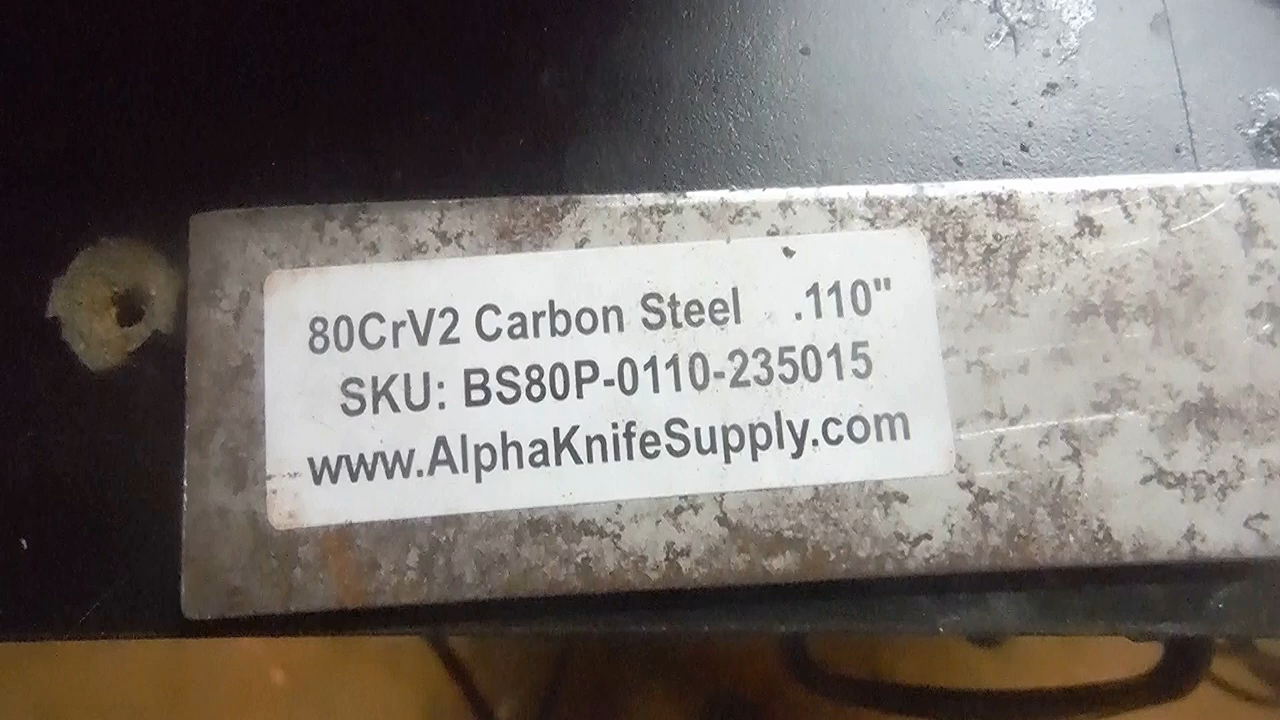 80CrV2 Carbon Steel .110"
SKU: BS80P-0110-235015
www.AlphaKnifeSupply.com